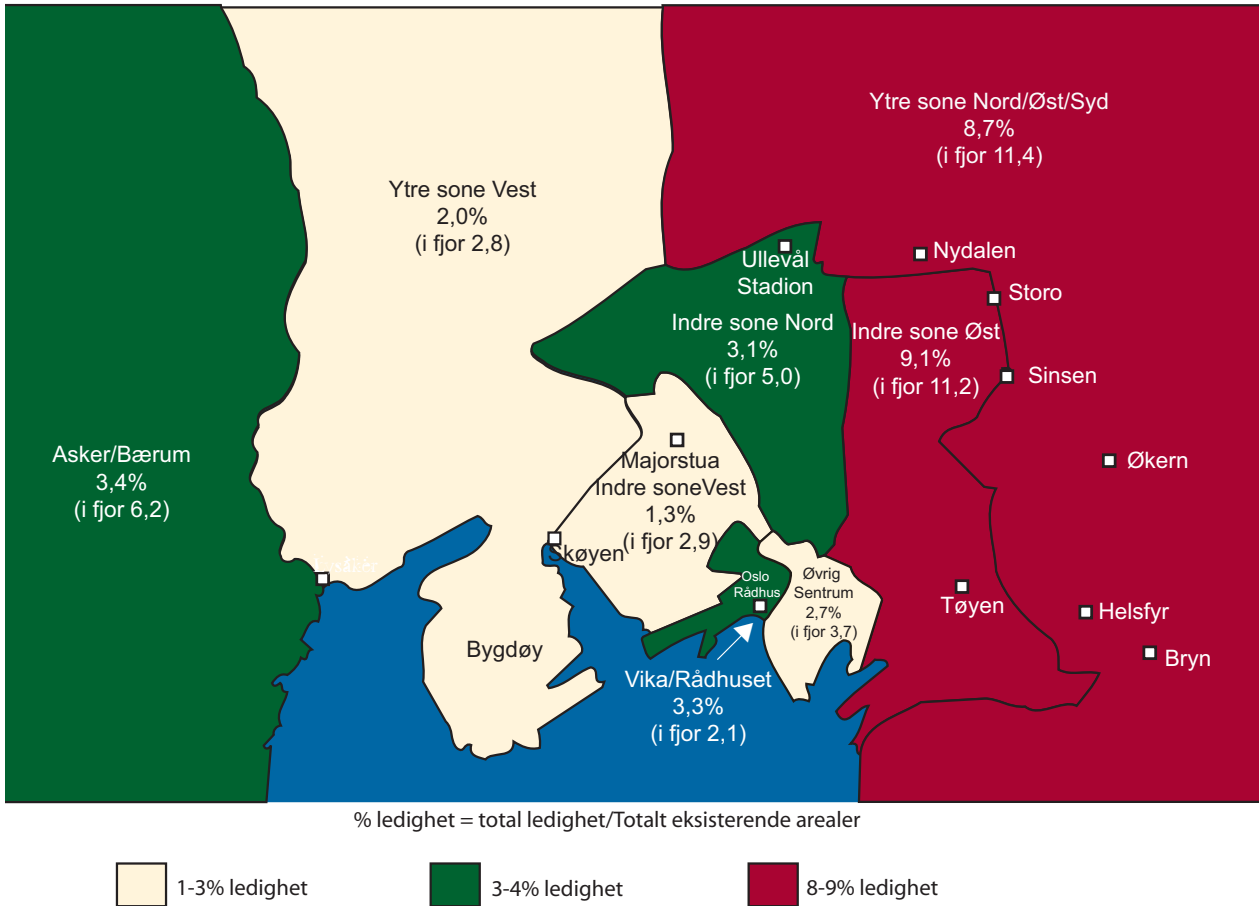 Ytre sone Nord/Øst/Syd
8,7%
(i fjor 11,4)
Ytre sone Vest
2,0%
(i fjor 2,8)
Ullevål
Stadion
Nydalen
Storo
Indre sone Nord
3,1%
(i fjor 5,0)
Indre sone Øst
9,1%
(i fjor 11,2)
Sinsen
Økern
Asker/Bærum
3,4%
(i fjor 6,2)
Majorstua
Indre soneVest
1,3%
(i fjor 2,9)
Skøyen
Lysaker
Oslo
Rådhus
Øvrig
Sentrum
2,7%
(i fjor 3,7)
Tøyen
Helsfyr
Bryn
Bygdøy
Vika/Rådhuset
3,3%
(i fjor 2,1)
% ledighet = total ledighet/Totalt eksisterende arealer
1-3% ledighet
3-4% ledighet
8-9% ledighet